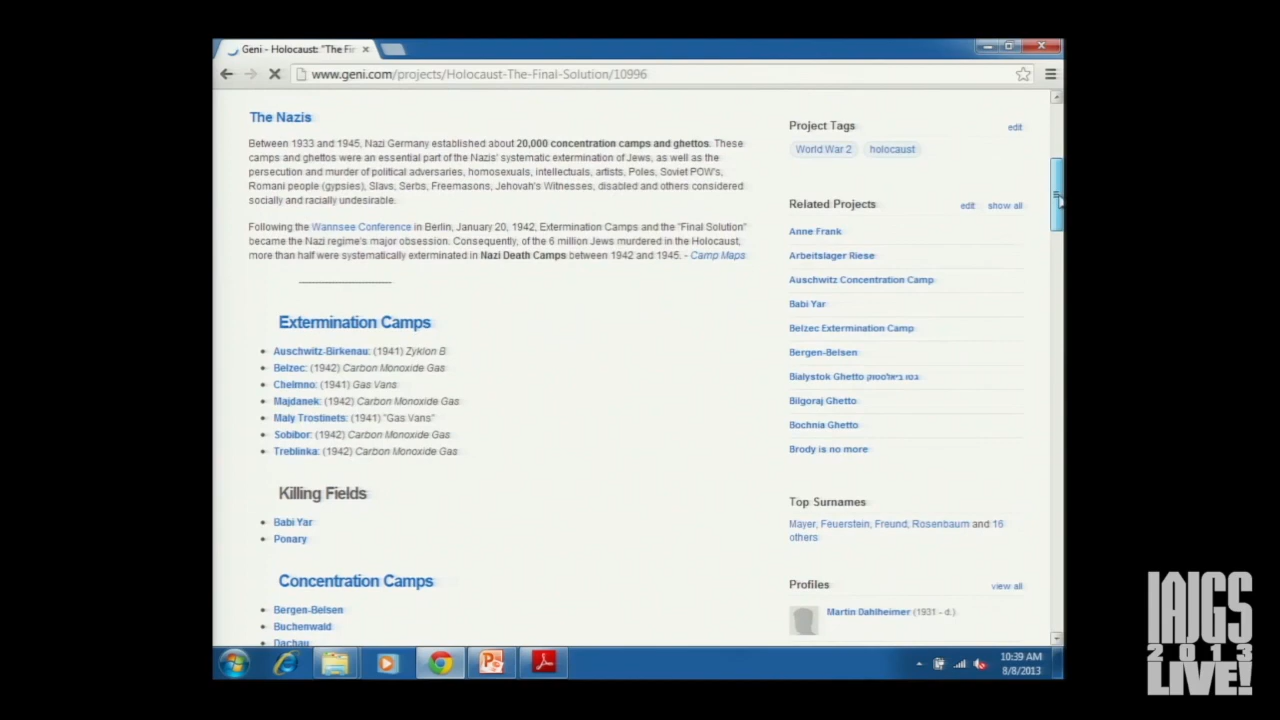 Geni - Holocaust: "The Fir
www.geni.com/projects/Holocaust-The-Final-Solution/10996
The Nazis
Between 1933 and 1945, Nazi Germany established about 20,000 concentration camps and ghettos. These
camps and ghettos were an essential part of the Nazis' systematic extermination of Jews, as well as the
persecution and murder of political adversaries, homosexuals, intellectuals, artists, Poles, Soviet POW's,
Romani people (gypsies), Slavs, Serbs, Freemasons, Jehovah's Witnesses, disabled and others considered
socially and racially undesirable.
Following the Wannsee Conference in Berlin, January 20, 1942, Extermination Camps and the "Final Solution"
became the Nazi regime's major obsession. Consequently, of the 6 million Jews murdered in the Holocaust,
more than half were systematically exterminated in Nazi Death Camps between 1942 and 1945. - Camp Maps
Extermination Camps
Auschwitz-Birkenau: (1941) Zyklon B
Belzec: (1942) Carbon Monoxide Gas
Chelmno: (1941) Gas Vans
Majdanek: (1942) Carbon Monoxide Gas
Maly Trostinets: (1941) "Gas Vans"
Sobibor: (1942) Carbon Monoxide Gas
Treblinka: (1942) Carbon Monoxide Gas
Killing Fields
Babi Yar
Ponary
Concentration Camps
Bergen-Belsen
Buchenwald
Dachau
Project Tags edit
World War 2 holocaust
Related Projects edit show all
Anne Frank
Arbeitslager Riese
Auschwitz Concentration Camp
Babi Yar
Belzec Extermination Camp
Bergen-Belsen
Bialystok Ghetto גטו ביאליסטוק
Bilgoraj Ghetto
Bochnia Ghetto
Brody is no more
Top Surnames
Mayer, Feuerstein, Freund, Rosenbaum and 16
others
Profiles view all
Martin Dahlheimer (1931 - d.)
10:39 AM
8/8/2013
IAJGS
2013
LIVE!